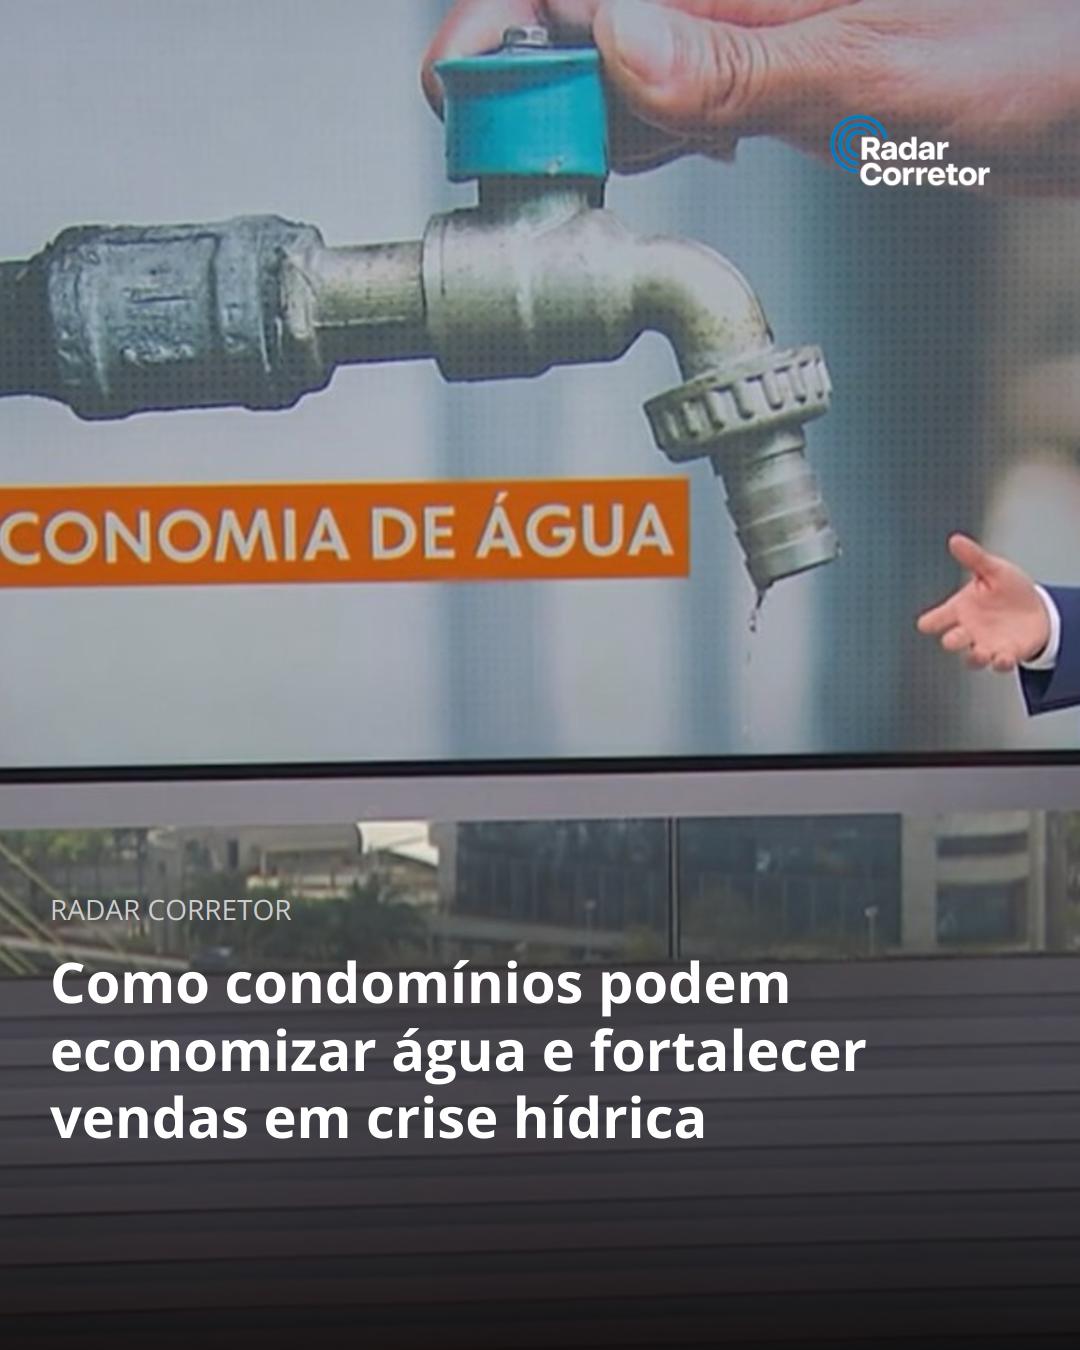 Radar
Corretor
CONOMIA DE ÁGUA
RADAR CORRETOR
Como condomínios podem
economizar água e fortalecer
vendas em crise hídrica